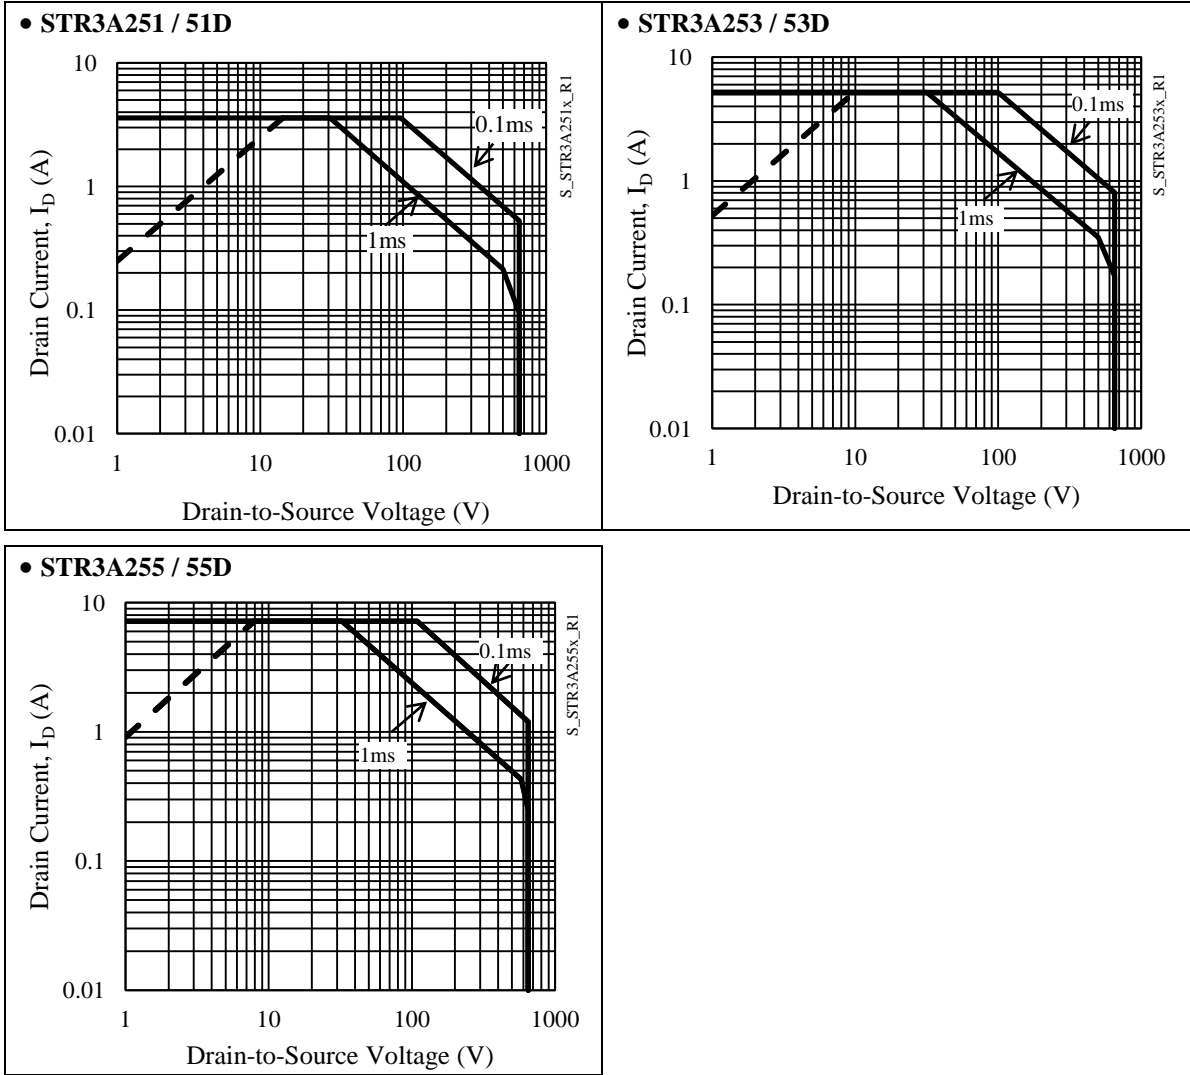 • STR3A251 / 51D
10
1
0.1
0.01
Drain Current, I_D (A)
0.1ms
1ms
S_STR3A251x_R1
1 10 100 1000
Drain-to-Source Voltage (V)
• STR3A253 / 53D
10
1
0.1
0.01
Drain Current, I_D (A)
0.1ms
1ms
S_STR3A253x_R1
1 10 100 1000
Drain-to-Source Voltage (V)
• STR3A255 / 55D
10
1
0.1
0.01
Drain Current, I_D (A)
0.1ms
1ms
S_STR3A255x_R1
1 10 100 1000
Drain-to-Source Voltage (V)